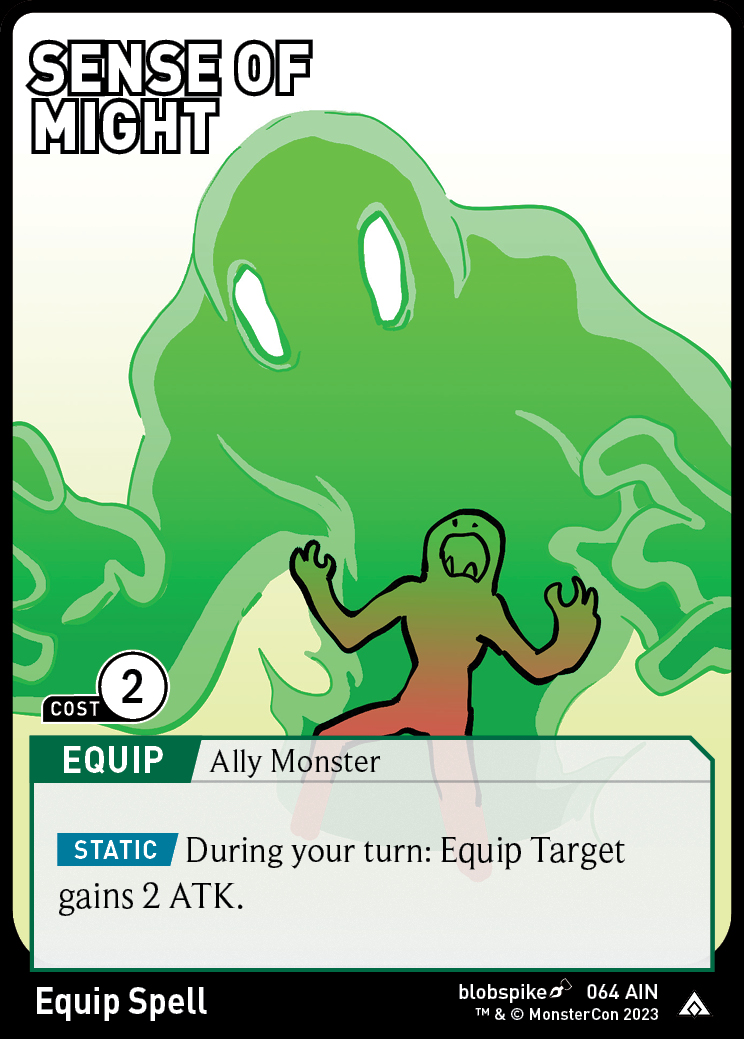 SENSE OF
MIGHT
COST 2
EQUIP Ally Monster
STATIC During your turn: Equip Target
gains 2 ATK.
Equip Spell
blobspike 064 AIN
™ & © MonsterCon 2023